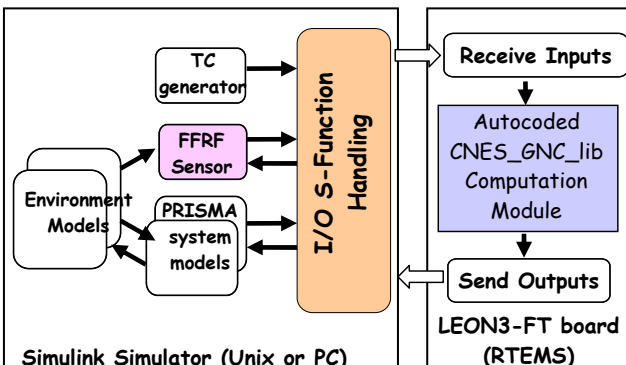 TC
generator
FFRF
Sensor
Environment
Models
PRISMA
system
models
I/O S-Function
Handling
Simulink Simulator (Unix or PC)
Receive Inputs
Autocoded
CNES_GNC_lib
Computation
Module
Send Outputs
LEON3-FT board
(RTEMS)